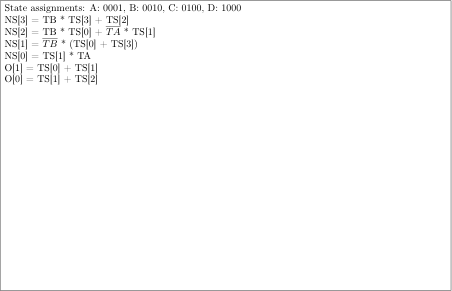 State assignments: A: 0001, B: 0010, C: 0100, D: 1000
NS[3] = TB * TS[3] + TS[2]
NS[2] = TB * TS[0] + \overline{TA} * TS[1]
NS[1] = \overline{TB} * (TS[0] + TS[3])
NS[0] = TS[1] * TA
O[1] = TS[0] + TS[1]
O[0] = TS[1] + TS[2]